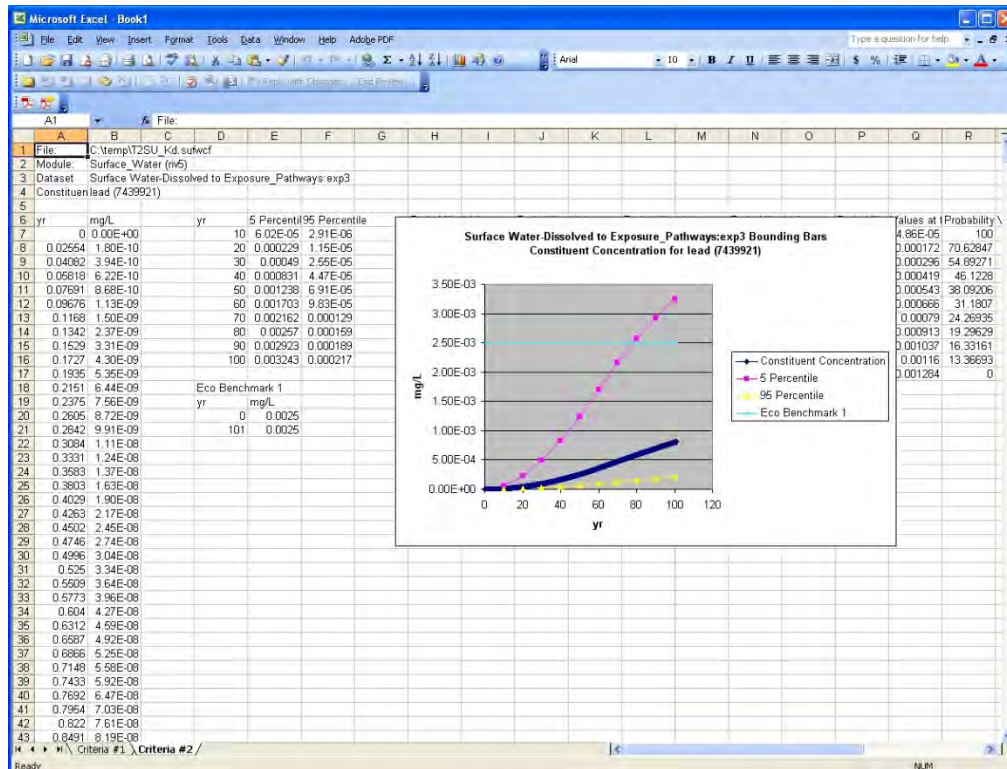 Microsoft Excel - Book1
File Edit View Insert Format Tools Data Window Help Adobe PDF
Type a question for help
Arial 10 B I U $ %
Reply with Changes... End Review...
A1 fx File:
A B C D E F G H I J K L M N O P Q R
1 File: C:\temp\T2SU_Kd.sufwcf
2 Module: Surface_Water (riv5)
3 Dataset Surface Water-Dissolved to Exposure_Pathways:exp3
4 Constituen lead (7439921)
5
6 yr mg/L yr 5 Percentil 95 Percentile Values at t Probability V
7 0 0.00E+00 10 6.02E-05 2.91E-06 4.86E-05 100
8 0.02554 1.80E-10 20 0.000229 1.15E-05 0.000172 70.62847
9 0.04082 3.94E-10 30 0.00049 2.55E-05 0.000296 54.89271
10 0.05818 6.22E-10 40 0.000831 4.47E-05 0.000419 46.1228
11 0.07691 8.68E-10 50 0.001238 6.91E-05 0.000543 38.09206
12 0.09676 1.13E-09 60 0.001703 9.83E-05 0.000666 31.1807
13 0.1168 1.50E-09 70 0.002162 0.000129 0.00079 24.26935
14 0.1342 2.37E-09 80 0.00257 0.000159 0.000913 19.29629
15 0.1529 3.31E-09 90 0.002923 0.000189 0.001037 16.33161
16 0.1727 4.30E-09 100 0.003243 0.000217 0.00116 13.36693
17 0.1935 5.35E-09 0.001284 0
18 0.2151 6.44E-09 Eco Benchmark 1
19 0.2375 7.56E-09 yr mg/L
20 0.2605 8.72E-09 0 0.0025
21 0.2842 9.91E-09 101 0.0025
22 0.3084 1.11E-08
23 0.3331 1.24E-08
24 0.3583 1.37E-08
25 0.3803 1.63E-08
26 0.4029 1.90E-08
27 0.4263 2.17E-08
28 0.4502 2.45E-08
29 0.4746 2.74E-08
30 0.4996 3.04E-08
31 0.525 3.34E-08
32 0.5509 3.64E-08
33 0.5773 3.96E-08
34 0.604 4.27E-08
35 0.6312 4.59E-08
36 0.6587 4.92E-08
37 0.6866 5.25E-08
38 0.7148 5.58E-08
39 0.7433 5.92E-08
40 0.7692 6.47E-08
41 0.7954 7.03E-08
42 0.822 7.61E-08
43 0.8491 8.19E-08
Surface Water-Dissolved to Exposure_Pathways:exp3 Bounding Bars
Constituent Concentration for lead (7439921)
3.50E-03
3.00E-03
2.50E-03
2.00E-03
1.50E-03
1.00E-03
5.00E-04
0.00E+00
mg/L
0 20 40 60 80 100 120
yr
Constituent Concentration
5 Percentile
95 Percentile
Eco Benchmark 1
Criteria #1 Criteria #2
Ready NUM